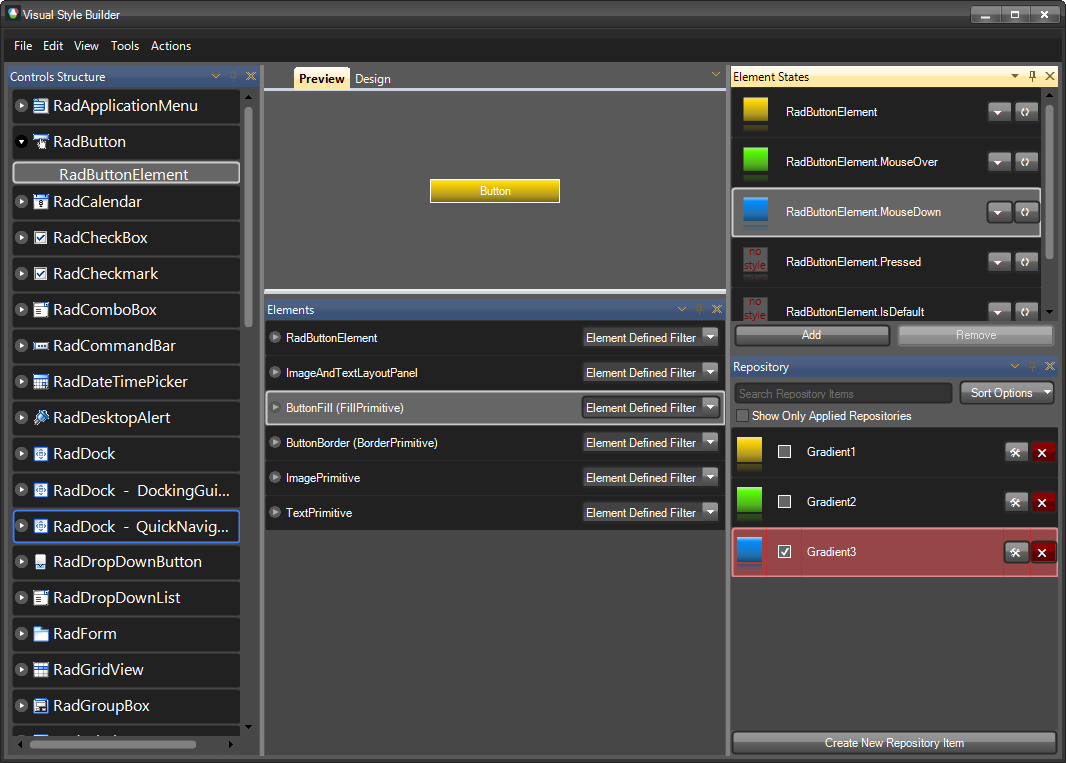 Visual Style Builder
File Edit View Tools Actions
Controls Structure
RadApplicationMenu
RadButton
RadButtonElement
RadCalendar
RadCheckBox
RadCheckmark
RadComboBox
RadCommandBar
RadDateTimePicker
RadDesktopAlert
RadDock
RadDock - DockingGui...
RadDock - QuickNavig...
RadDropDownButton
RadDropDownList
RadForm
RadGridView
RadGroupBox
Preview Design
Button
Elements
RadButtonElement Element Defined Filter
ImageAndTextLayoutPanel Element Defined Filter
ButtonFill (FillPrimitive) Element Defined Filter
ButtonBorder (BorderPrimitive) Element Defined Filter
ImagePrimitive Element Defined Filter
TextPrimitive Element Defined Filter
Element States
RadButtonElement
RadButtonElement.MouseOver
RadButtonElement.MouseDown
no style RadButtonElement.Pressed
no style RadButtonElement.IsDefault
Add Remove
Repository
Search Repository Items Sort Options
Show Only Applied Repositories
Gradient1
Gradient2
Gradient3
Create New Repository Item